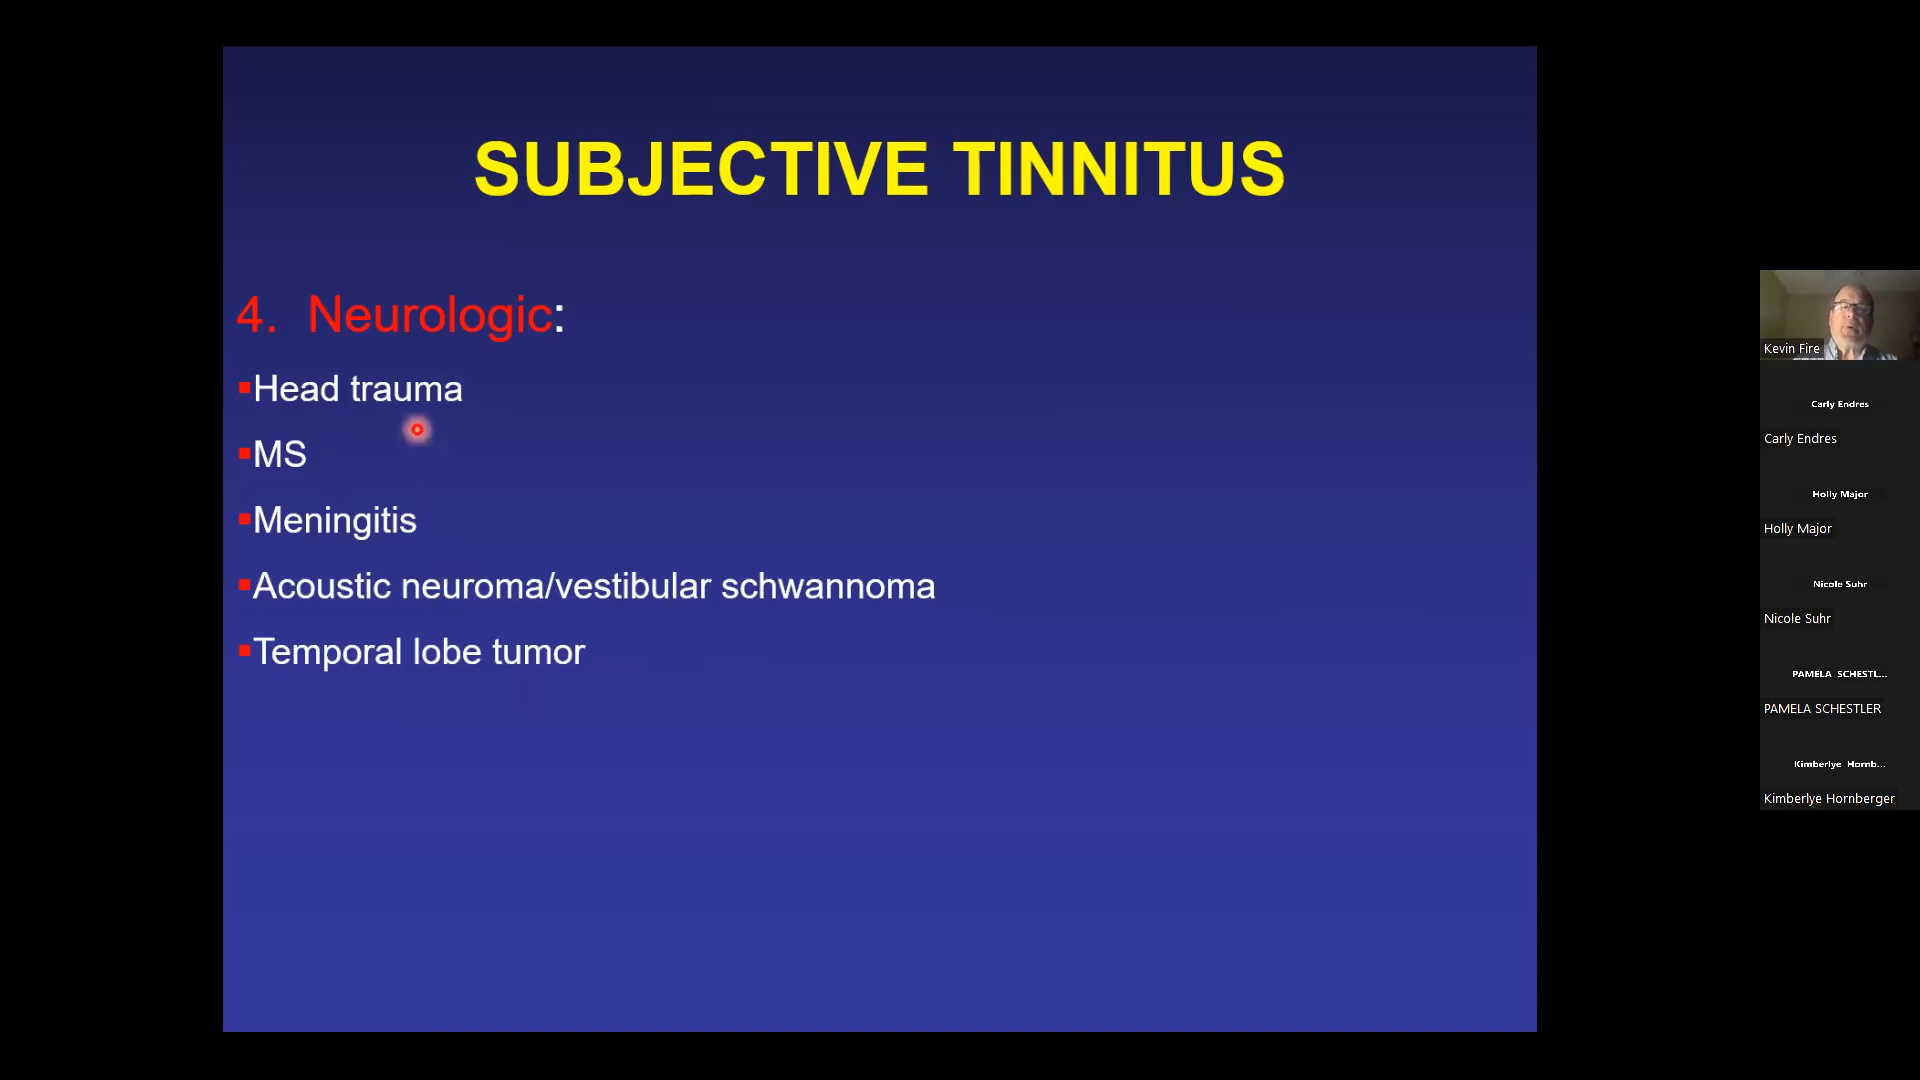 SUBJECTIVE TINNITUS
4. Neurologic:
▪Head trauma
▪MS
▪Meningitis
▪Acoustic neuroma/vestibular schwannoma
▪Temporal lobe tumor
Kevin Fire
Carly Endres
Carly Endres
Holly Major
Holly Major
Nicole Suhr
Nicole Suhr
PAMELA SCHESTL...
PAMELA SCHESTLER
Kimberlye Hornb...
Kimberlye Hornberger